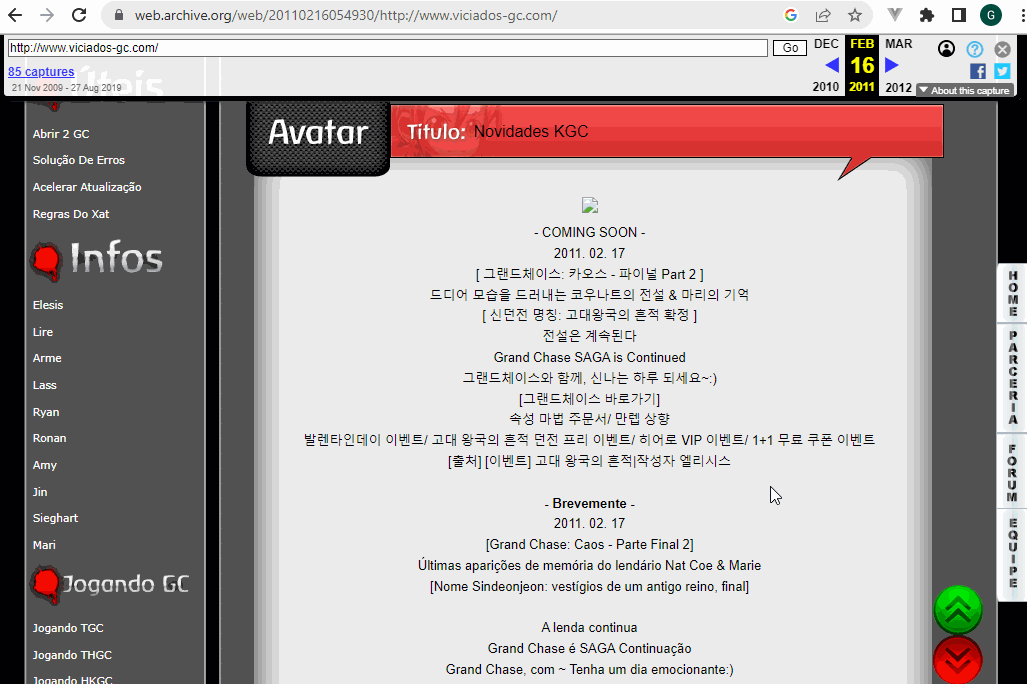 web.archive.org/web/20110216054930/http://www.viciados-gc.com/
G
http://www.viciados-gc.com/
Go
DEC
FEB
MAR
85 captures
16
21 Nov 2009 - 27 Aug 2019
2010
2011
2012
About this capture
Úteis
Abrir 2 GC
Solução De Erros
Acelerar Atualização
Regras Do Xat
Infos
Elesis
Lire
Arme
Lass
Ryan
Ronan
Amy
Jin
Sieghart
Mari
Jogando GC
Jogando TGC
Jogando THGC
Jogando HKGC
Avatar
Título: Novidades KGC
- COMING SOON -
2011. 02. 17
[ 그랜드체이스: 카오스 - 파이널 Part 2 ]
드디어 모습을 드러내는 코우나트의 전설 & 마리의 기억
[ 신던전 명칭: 고대왕국의 흔적 확정 ]
전설은 계속된다
Grand Chase SAGA is Continued
그랜드체이스와 함께, 신나는 하루 되세요~:)
[그랜드체이스 바로가기]
속성 마법 주문서/ 만렙 상향
발렌타인데이 이벤트/ 고대 왕국의 흔적 던전 프리 이벤트/ 히어로 VIP 이벤트/ 1+1 무료 쿠폰 이벤트
[출처] [이벤트] 고대 왕국의 흔적|작성자 엘리시스
- Brevemente -
2011. 02. 17
[Grand Chase: Caos - Parte Final 2]
Últimas aparições de memória do lendário Nat Coe & Marie
[Nome Sindeonjeon: vestígios de um antigo reino, final]
A lenda continua
Grand Chase é SAGA Continuação
Grand Chase, com ~ Tenha um dia emocionante:)
HOME
PARCERIA
FORUM
EQUIPE